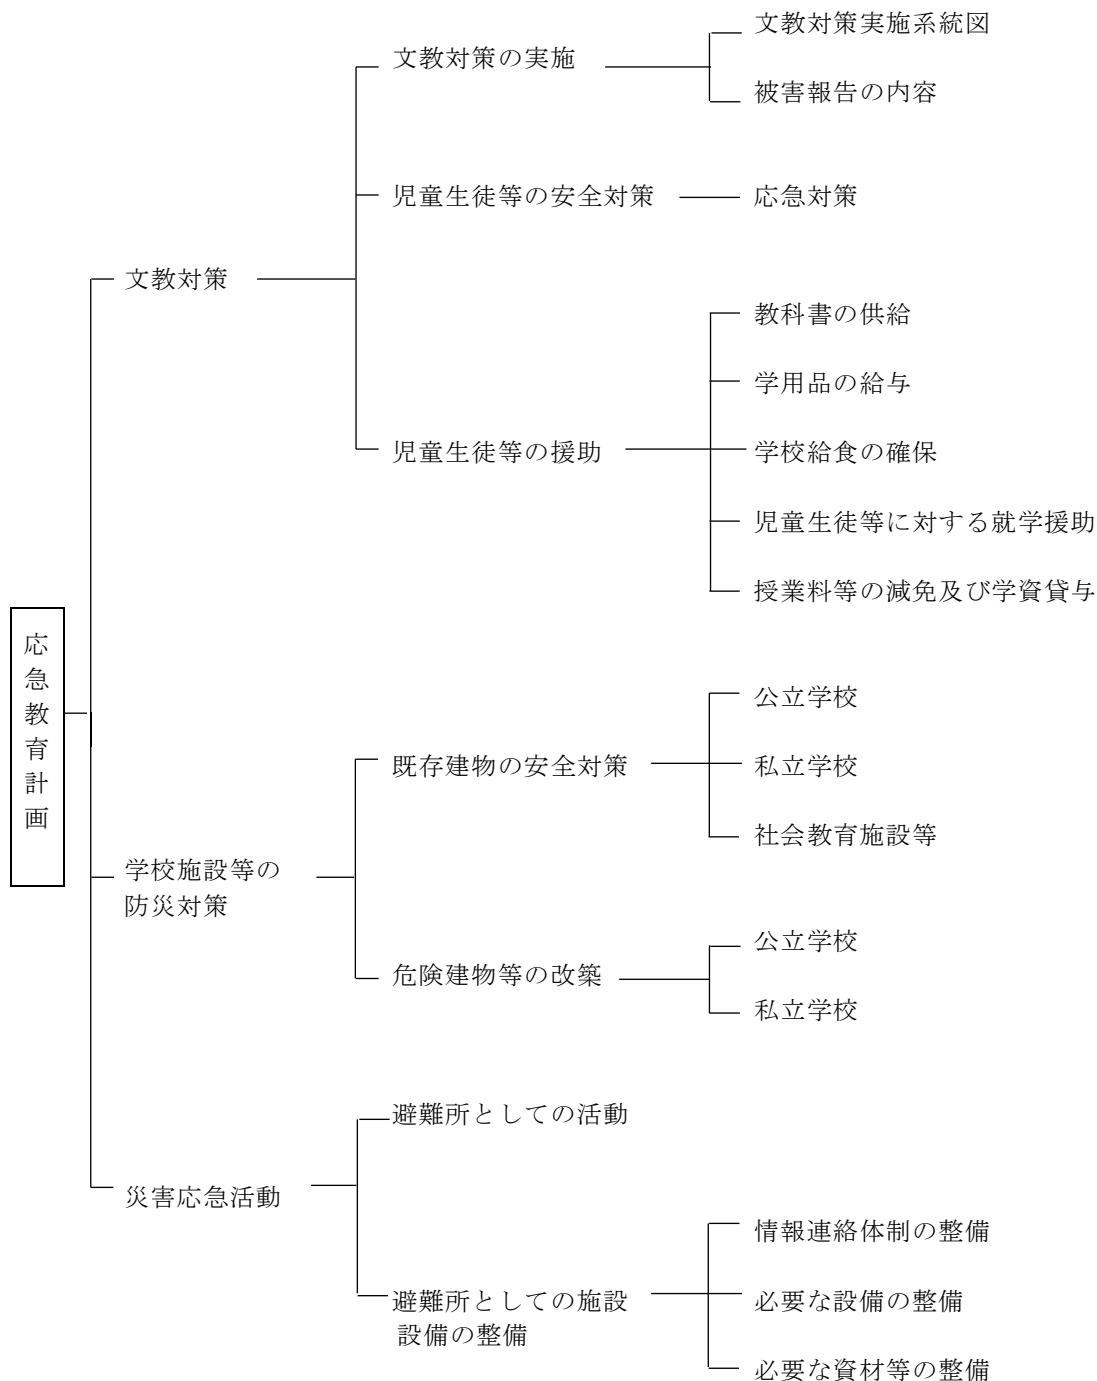 文教対策実施系統図
文教対策の実施
被害報告の内容
児童生徒等の安全対策
応急対策
文教対策
教科書の供給
学用品の給与
児童生徒等の援助
学校給食の確保
児童生徒等に対する就学援助
授業料等の減免及び学資貸与
応急教育計画
公立学校
既存建物の安全対策
私立学校
社会教育施設等
学校施設等の
防災対策
公立学校
危険建物等の改築
私立学校
避難所としての活動
災害応急活動
情報連絡体制の整備
避難所としての施設
設備の整備
必要な設備の整備
必要な資材等の整備